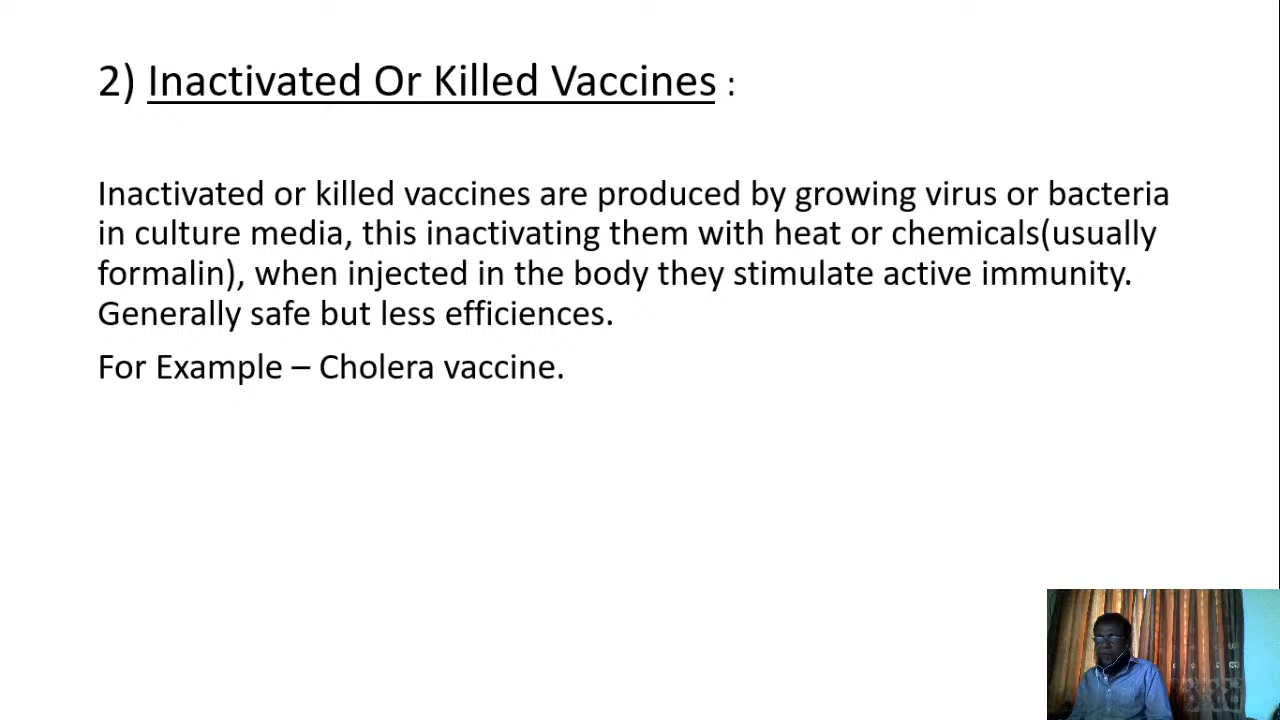 2) Inactivated Or Killed Vaccines :
Inactivated or killed vaccines are produced by growing virus or bacteria
in culture media, this inactivating them with heat or chemicals(usually
formalin), when injected in the body they stimulate active immunity.
Generally safe but less efficiences.
For Example – Cholera vaccine.